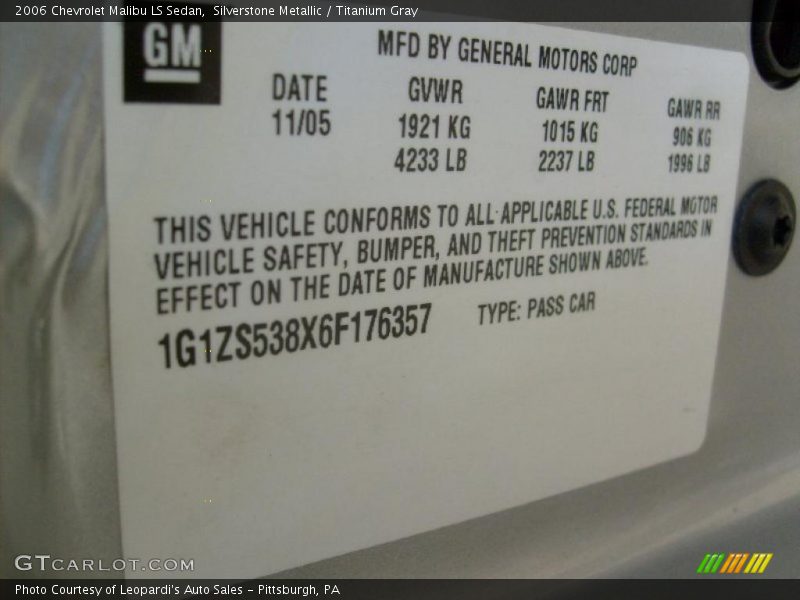 2006 Chevrolet Malibu LS Sedan, Silverstone Metallic / Titanium Gray
GM
MFD BY GENERAL MOTORS CORP
DATE GVWR GAWR FRT GAWR RR
11/05 1921 KG 1015 KG 906 KG
4233 LB 2237 LB 1996 LB
THIS VEHICLE CONFORMS TO ALL APPLICABLE U.S. FEDERAL MOTOR
VEHICLE SAFETY, BUMPER, AND THEFT PREVENTION STANDARDS IN
EFFECT ON THE DATE OF MANUFACTURE SHOWN ABOVE.
1G1ZS538X6F176357 TYPE: PASS CAR
GTCARLOT.COM
Photo Courtesy of Leopardi's Auto Sales - Pittsburgh, PA